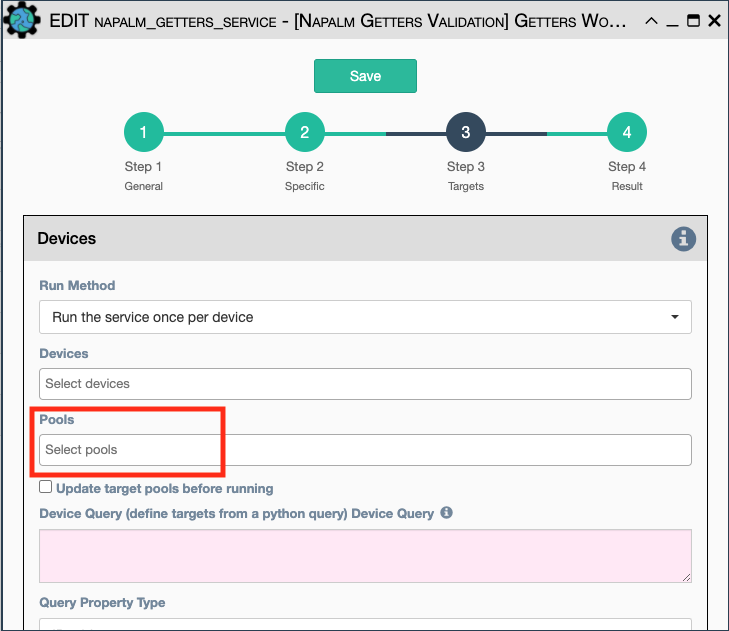 EDIT NAPALM_GETTERS_SERVICE - [NAPALM GETTERS VALIDATION] GETTERS WO...
Save
1 2 3 4
Step 1 Step 2 Step 3 Step 4
General Specific Targets Result
Devices
Run Method
Run the service once per device
Devices
Select devices
Pools
Select pools
Update target pools before running
Device Query (define targets from a python query) Device Query
Query Property Type